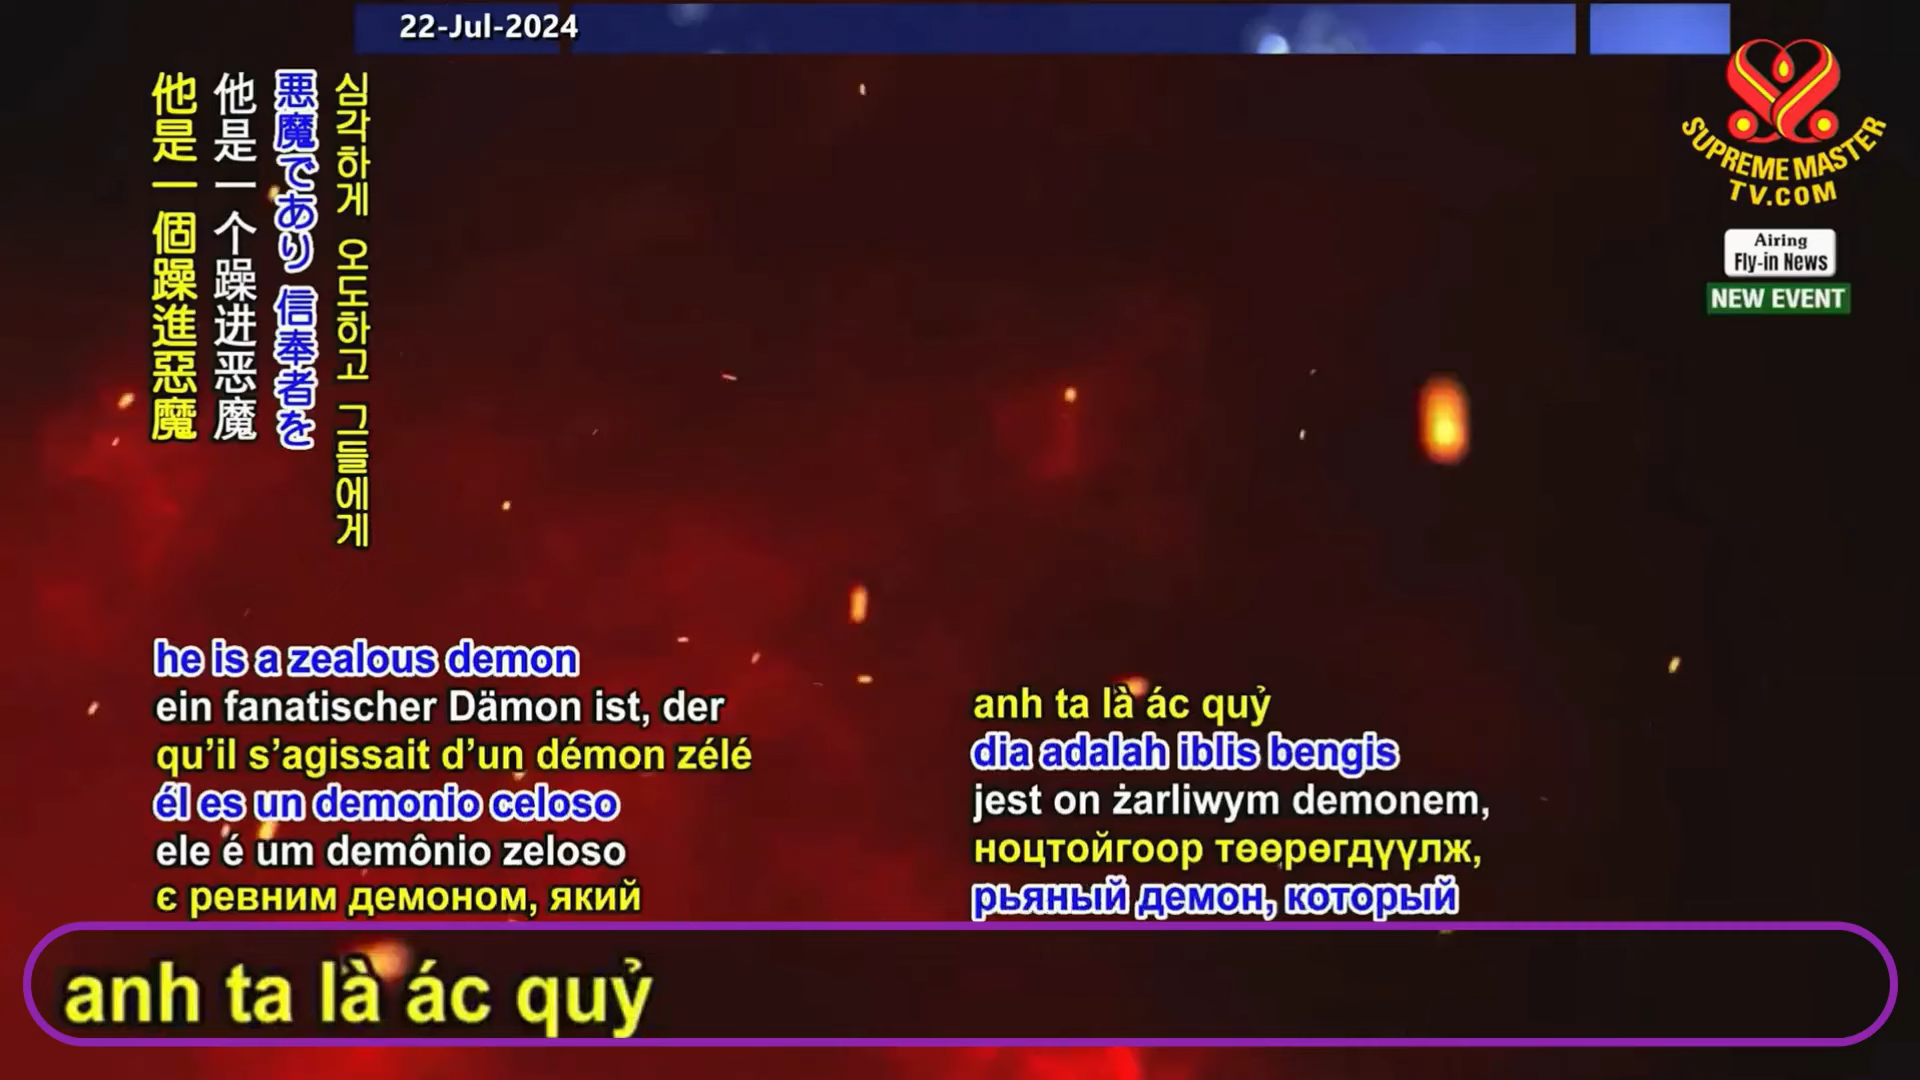 22-Jul-2024
SUPREME MASTER
TV.COM
Airing
Fly-in News
NEW EVENT
他是一個躁進惡魔
他是一个躁进恶魔
悪魔であり 信奉者を
심각하게 오도하고 그들에게
he is a zealous demon
ein fanatischer Dämon ist, der
qu’il s’agissait d’un démon zélé
él es un demonio celoso
ele é um demônio zeloso
є ревним демоном, який
anh ta là ác quỷ
dia adalah iblis bengis
jest on żarliwym demonem,
ноцтойгоор төөрөгдүүлж,
рьяный демон, который
anh ta là ác quỷ